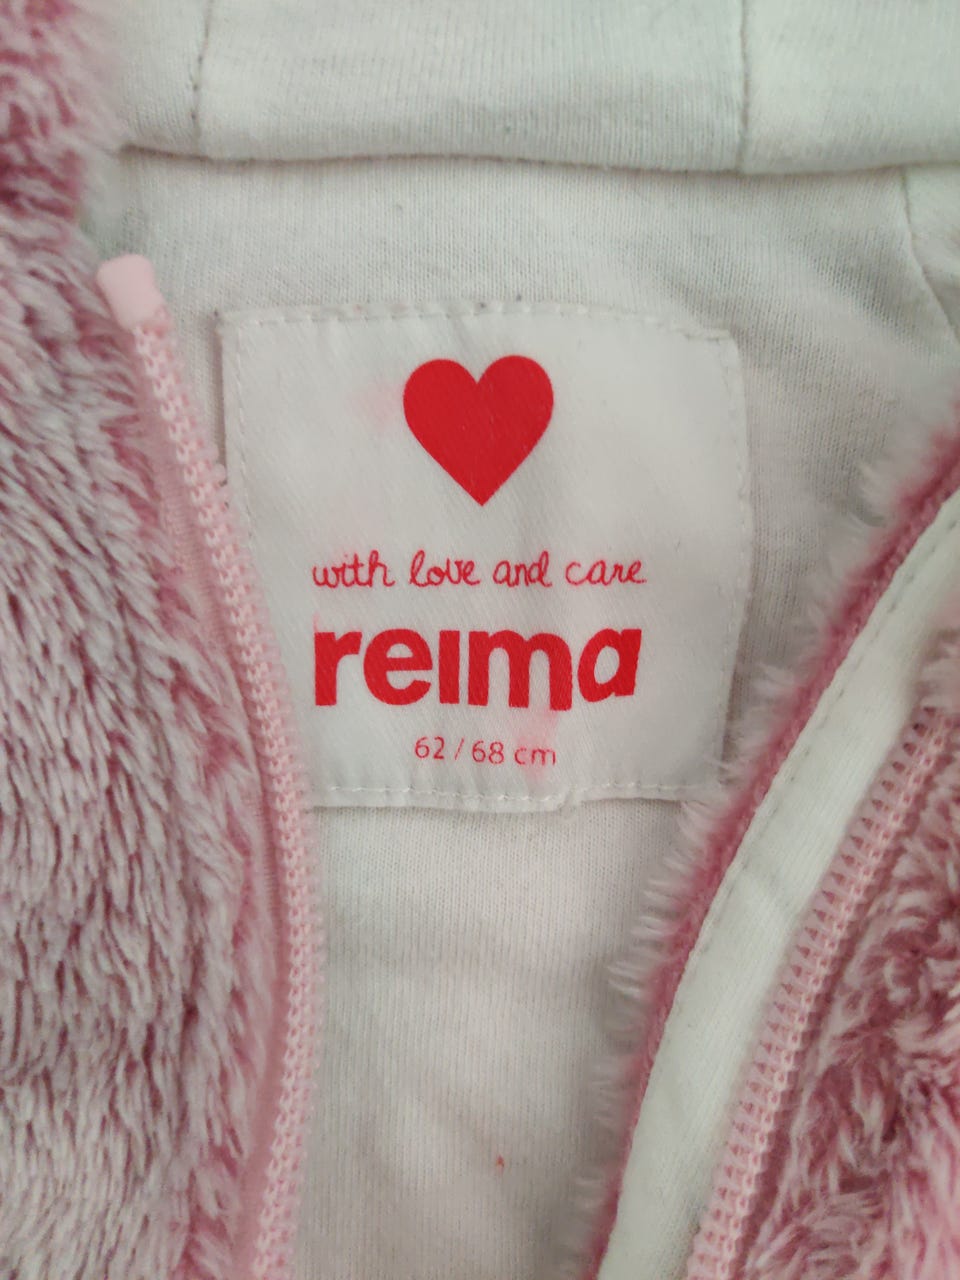 with love and care
reima
62 / 68 cm